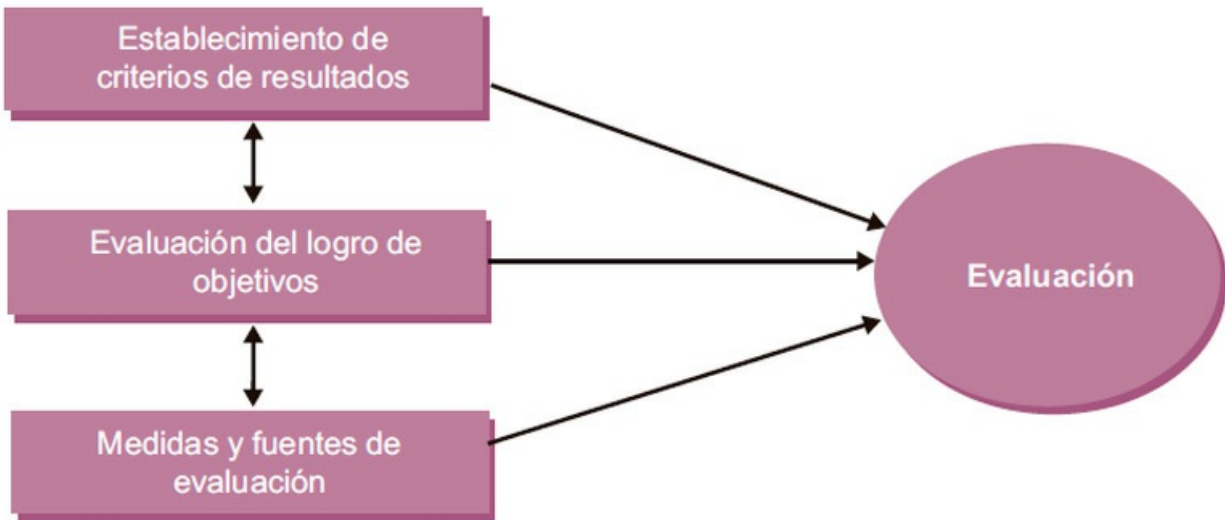 Establecimiento de
criterios de resultados
Evaluación del logro de
objetivos
Evaluación
Medidas y fuentes de
evaluación